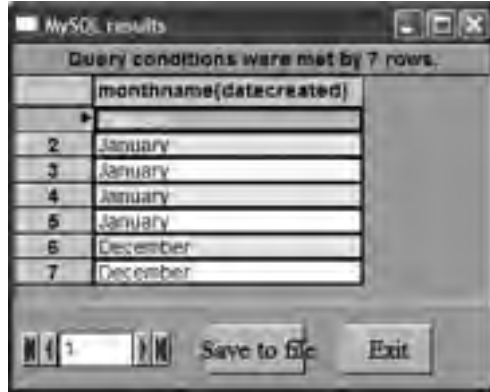 MySQL results
Query conditions were met by 7 rows.
monthname(datecreated)
2 January
3 January
4 January
5 January
6 December
7 December
1
Save to file
Exit